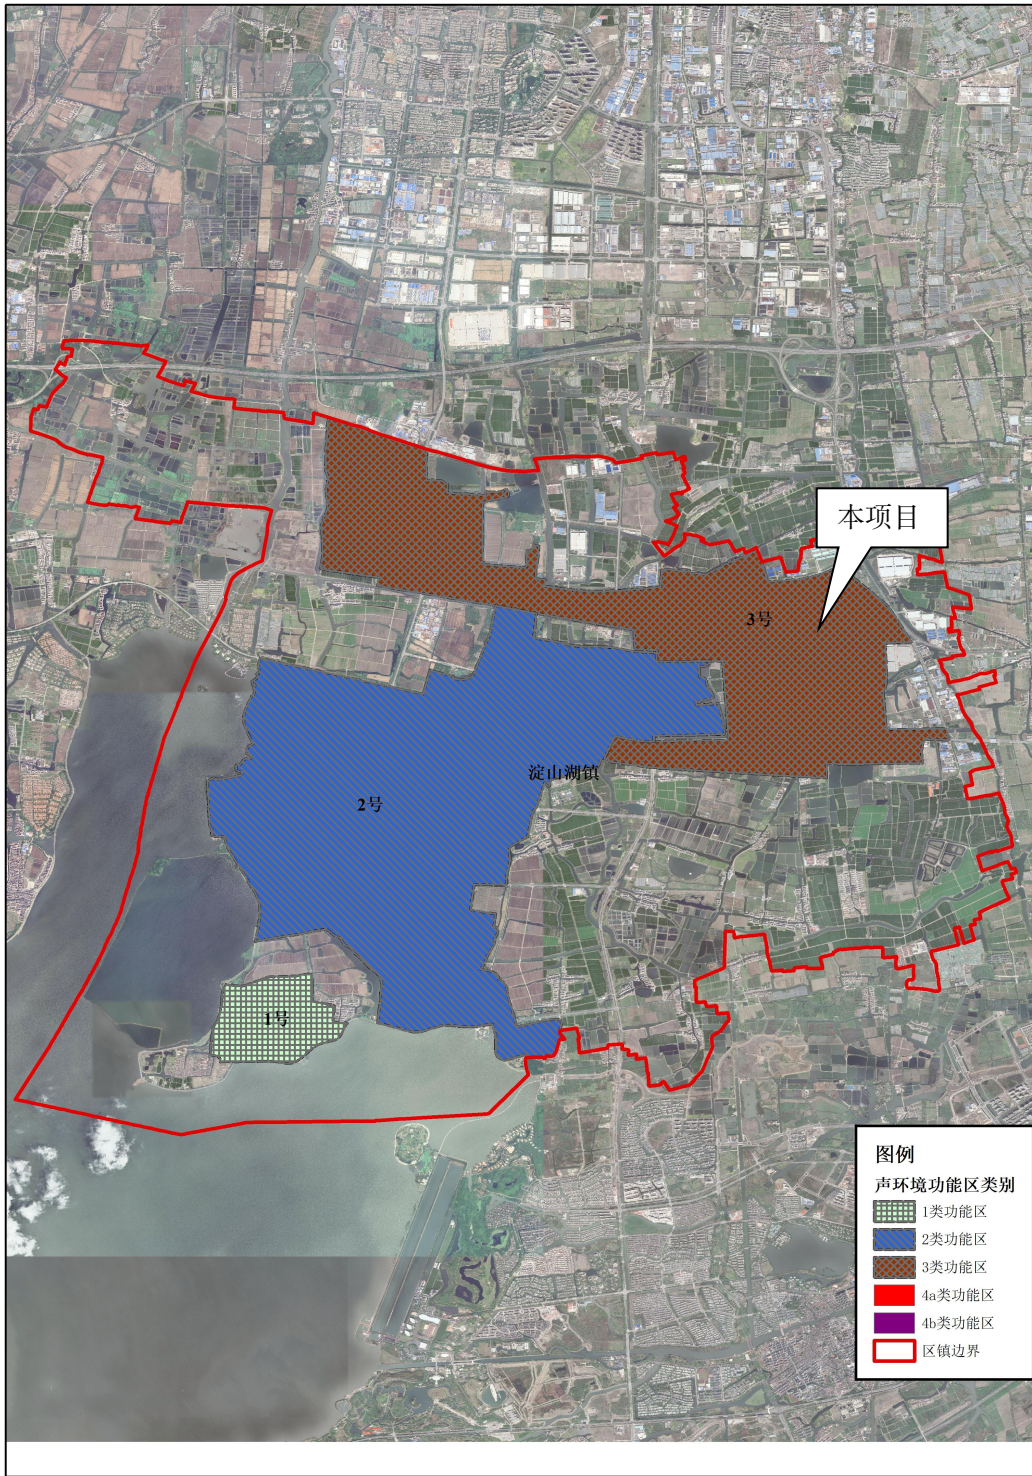 本项目
3号
淀山湖镇
2号
1号
图例
声环境功能区类别
1类功能区
2类功能区
3类功能区
4a类功能区
4b类功能区
区镇边界